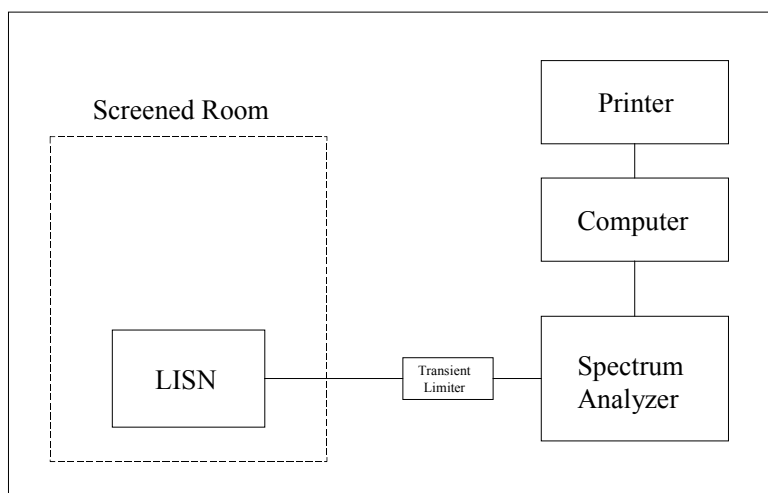 Screened Room
Printer
Computer
LISN
Transient
Limiter
Spectrum
Analyzer